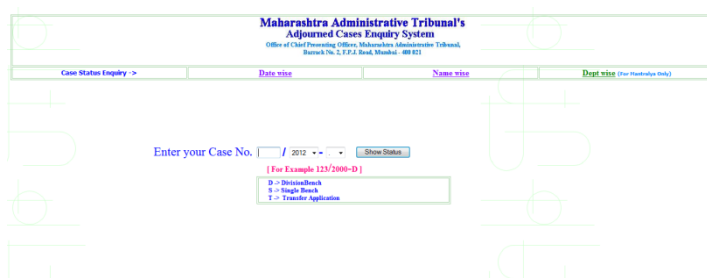 Maharashtra Administrative Tribunal's
Adjourned Cases Enquiry System
Office of Chief Presenting Officer, Maharashtra Administrative Tribunal,
Barrack No. 2, F.P.J. Road, Mumbai - 400 021
Case Status Enquiry -> Date wise Name wise Dept wise (For Mantralya Only)
Enter your Case No. / 2012 - . Show Status
[ For Example 123/2000-D ]
D -> DivisionBench
S -> Single Bench
T -> Transfer Application